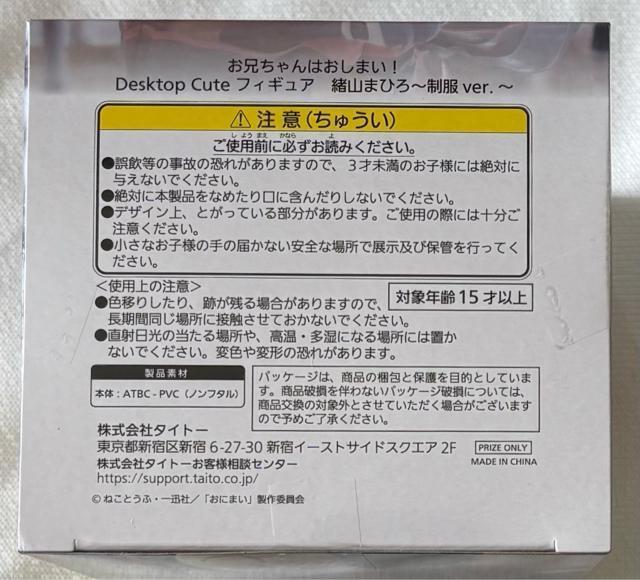 お兄ちゃんはおしまい！
Desktop Cute フィギュア　緒山まひろ～制服 ver. ～
⚠ 注意（ちゅうい）
ご使用前に必ずお読みください。
しようまえ かなら よ
●誤飲等の事故の恐れがありますので、３才未満のお子様には絶対に
与えないでください。
●絶対に本製品をなめたり口に含んだりしないでください。
●デザイン上、とがっている部分があります。ご使用の際には十分ご
注意ください。
●小さなお子様の手の届かない安全な場所で展示及び保管を行ってく
ださい。
＜使用上の注意＞
●色移りしたり、跡が残る場合がありますので、
長期間同じ場所に接触させておかないでください。
対象年齢15才以上
●直射日光の当たる場所や、高温・多湿になる場所には置か
ないでください。変色や変形の恐れがあります。
製品素材
本体：ATBC-PVC（ノンフタル）
パッケージは、商品の梱包と保護を目的としていま
す。商品破損を伴わないパッケージ破損については、
商品交換の対象外とさせていただく場合がございます
ので予めご了承ください。
株式会社タイトー
東京都新宿区新宿 6-27-30 新宿イーストサイドスクエア 2F
株式会社タイトーお客様相談センター
https://support.taito.co.jp/
PRIZE ONLY
MADE IN CHINA
© ねことうふ・一迅社／「おにまい」製作委員会